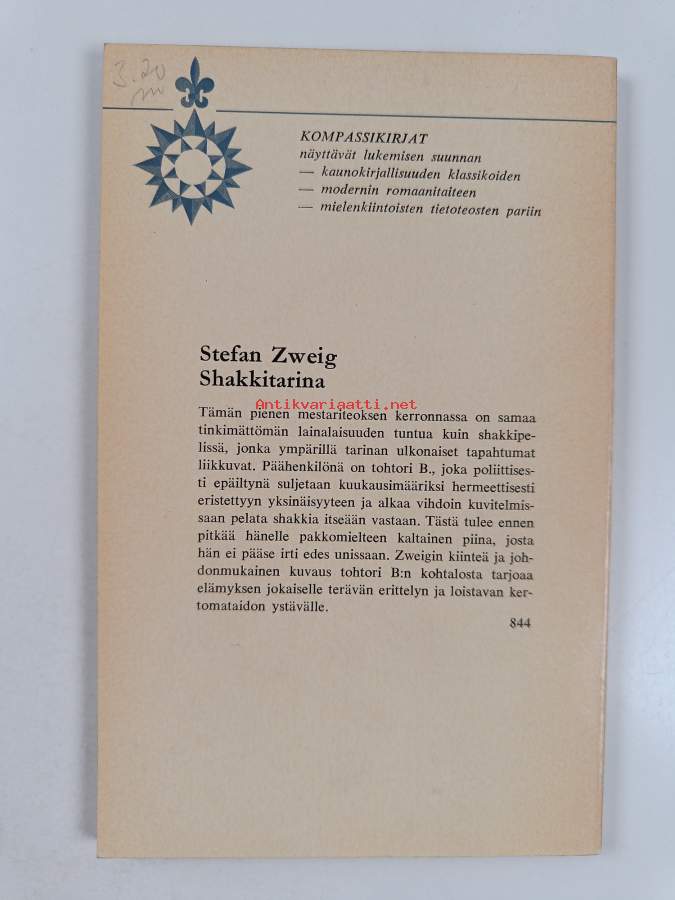 3.20
KOMPASSIKIRJAT
näyttävät lukemisen suunnan
— kaunokirjallisuuden klassikoiden
— modernin romaanitaiteen
— mielenkiintoisten tietoteosten pariin
Stefan Zweig
Shakkitarina
Antikvariaatti.net
Tämän pienen mestariteoksen kerronnassa on samaa
tinkimättömän lainalaisuuden tuntua kuin shakkipe-
lissä, jonka ympärillä tarinan ulkonaiset tapahtumat
liikkuvat. Päähenkilönä on tohtori B., joka poliittises-
ti epäiltynä suljetaan kuukausimääriksi hermeettisesti
eristettyyn yksinäisyyteen ja alkaa vihdoin kuvitelmis-
saan pelata shakkia itseään vastaan. Tästä tulee ennen
pitkää hänelle pakkomielteen kaltainen piina, josta
hän ei pääse irti edes unissaan. Zweigin kiinteä ja joh-
donmukainen kuvaus tohtori B:n kohtalosta tarjoaa
elämyksen jokaiselle terävän erittelyn ja loistavan ker-
tomataidon ystävälle.
844